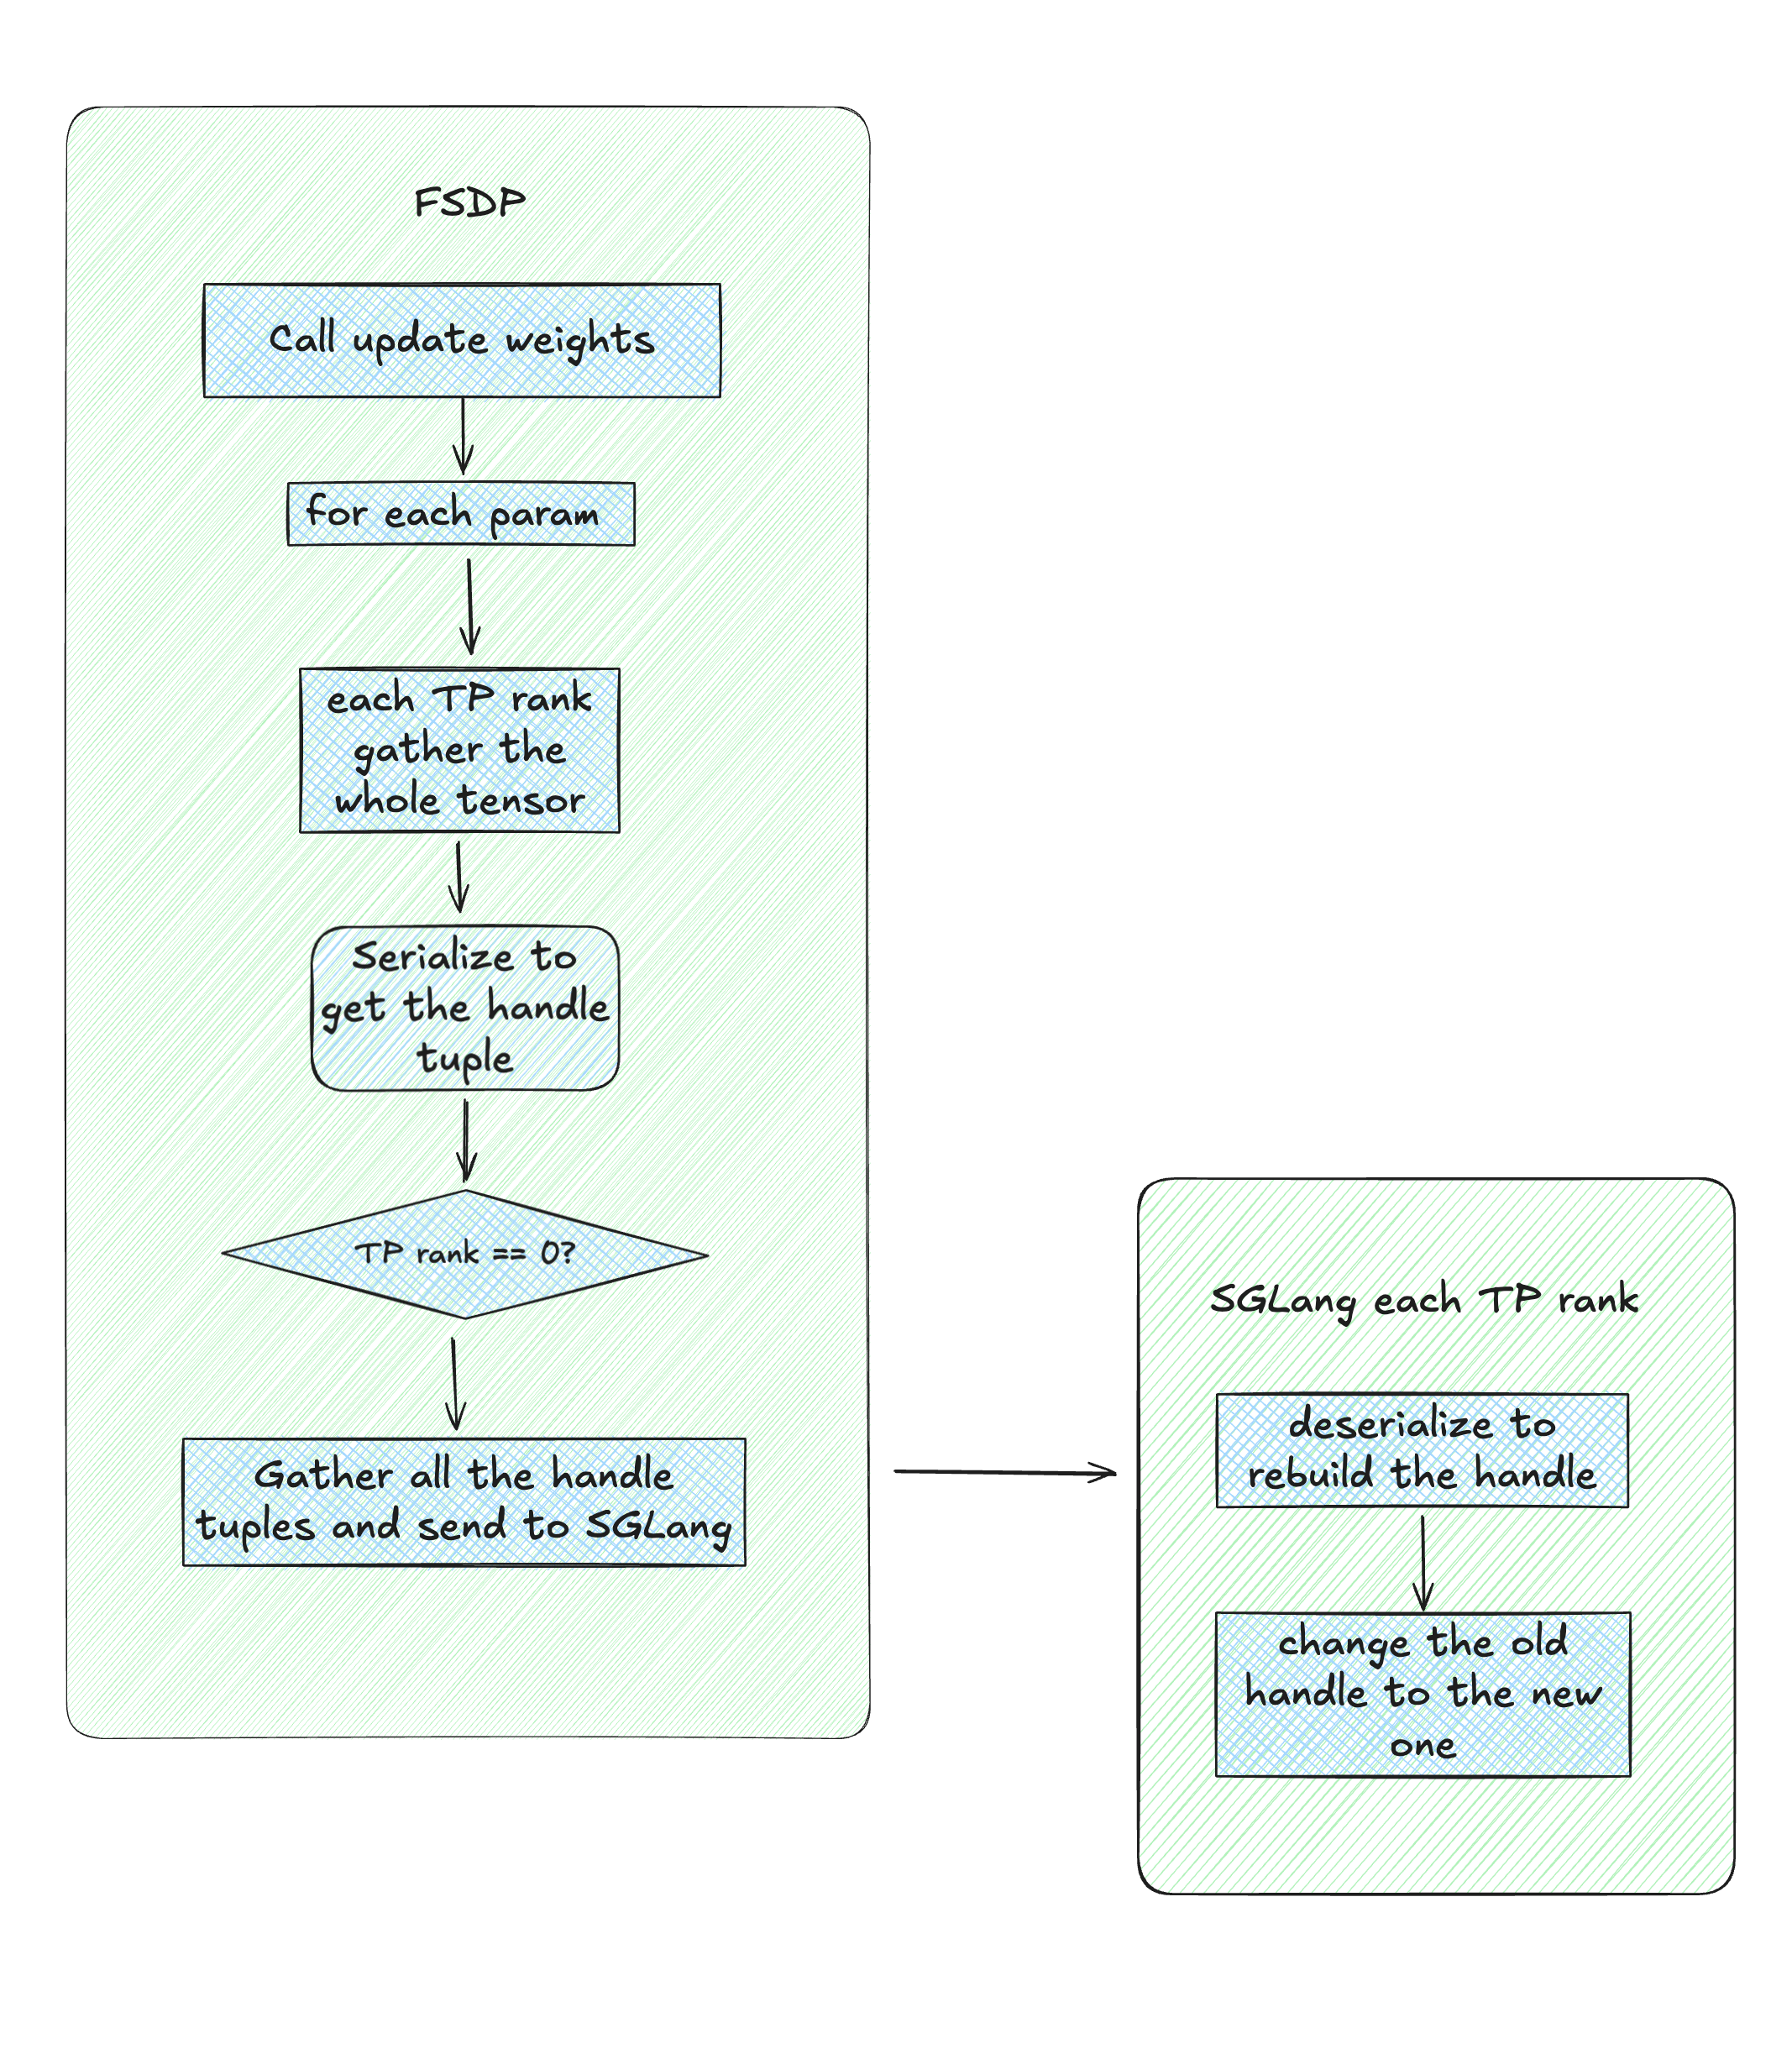 FSDP
Call update weights
for each param
each TP rank
gather the
whole tensor
Serialize to
get the handle
tuple
TP rank == 0?
Gather all the handle
tuples and send to SGLang
SGLang each TP rank
deserialize to
rebuild the handle
change the old
handle to the new
one